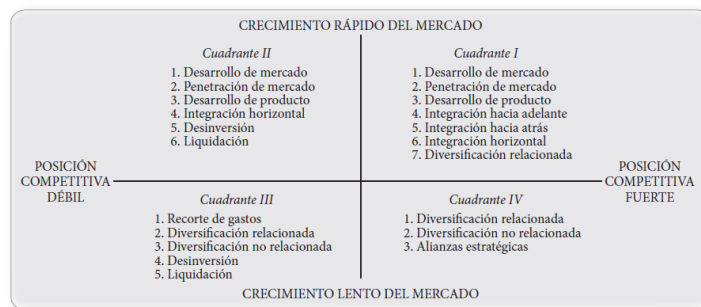 CRECIMIENTO RÁPIDO DEL MERCADO
Cuadrante II
1. Desarrollo de mercado
2. Penetración de mercado
3. Desarrollo de producto
4. Integración horizontal
5. Desinversión
6. Liquidación
Cuadrante I
1. Desarrollo de mercado
2. Penetración de mercado
3. Desarrollo de producto
4. Integración hacia adelante
5. Integración hacia atrás
6. Integración horizontal
7. Diversificación relacionada
POSICIÓN
COMPETITIVA
DÉBIL
POSICIÓN
COMPETITIVA
FUERTE
Cuadrante III
1. Recorte de gastos
2. Diversificación relacionada
3. Diversificación no relacionada
4. Desinversión
5. Liquidación
Cuadrante IV
1. Diversificación relacionada
2. Diversificación no relacionada
3. Alianzas estratégicas
CRECIMIENTO LENTO DEL MERCADO